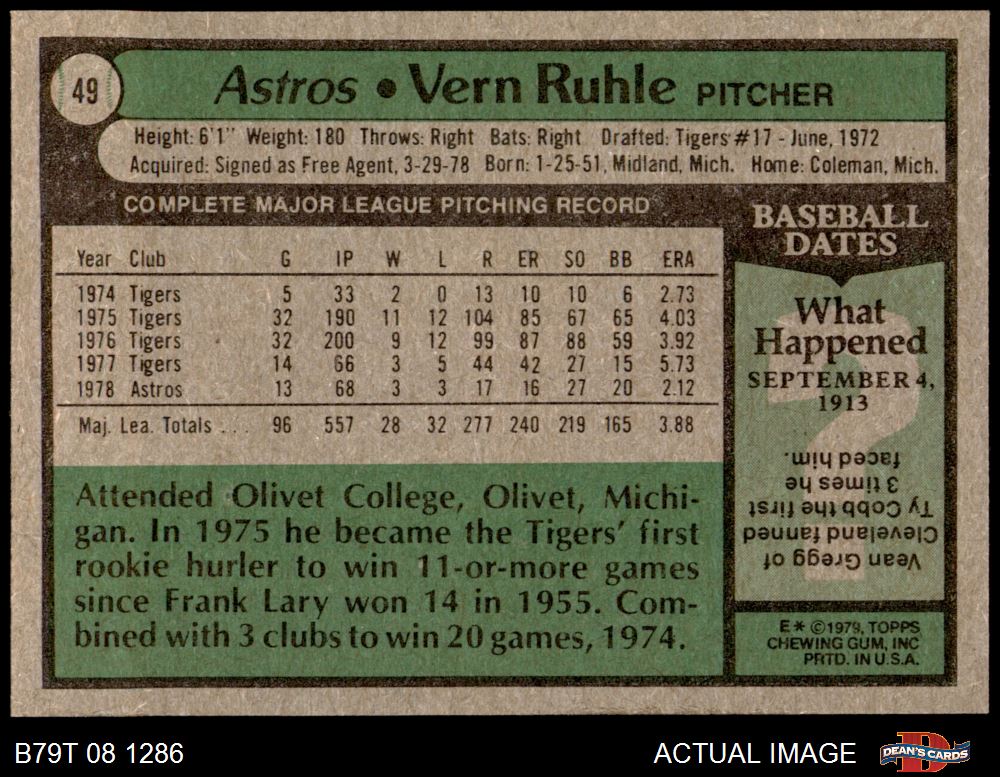 49
Astros • Vern Ruhle PITCHER
Height: 6'1" Weight: 180 Throws: Right Bats: Right Drafted: Tigers #17 - June, 1972
Acquired: Signed as Free Agent, 3-29-78 Born: 1-25-51, Midland, Mich. Home: Coleman, Mich.
COMPLETE MAJOR LEAGUE PITCHING RECORD
Year Club G IP W L R ER SO BB ERA
1974 Tigers 5 33 2 0 13 10 10 6 2.73
1975 Tigers 32 190 11 12 104 85 67 65 4.03
1976 Tigers 32 200 9 12 99 87 88 59 3.92
1977 Tigers 14 66 3 5 44 42 27 15 5.73
1978 Astros 13 68 3 3 17 16 27 20 2.12
Maj. Lea. Totals . . . 96 557 28 32 277 240 219 165 3.88
Attended Olivet College, Olivet, Michi-
gan. In 1975 he became the Tigers' first
rookie hurler to win 11-or-more games
since Frank Lary won 14 in 1955. Com-
bined with 3 clubs to win 20 games, 1974.
BASEBALL
DATES
What
Happened
SEPTEMBER 4,
1913
Vean Gregg of
Cleveland fanned
Ty Cobb the first
3 times he
faced him.
E* ©1979, TOPPS
CHEWING GUM, INC
PRTD. IN U.S.A.
B79T 08 1286
ACTUAL IMAGE
DEAN'S CARDS